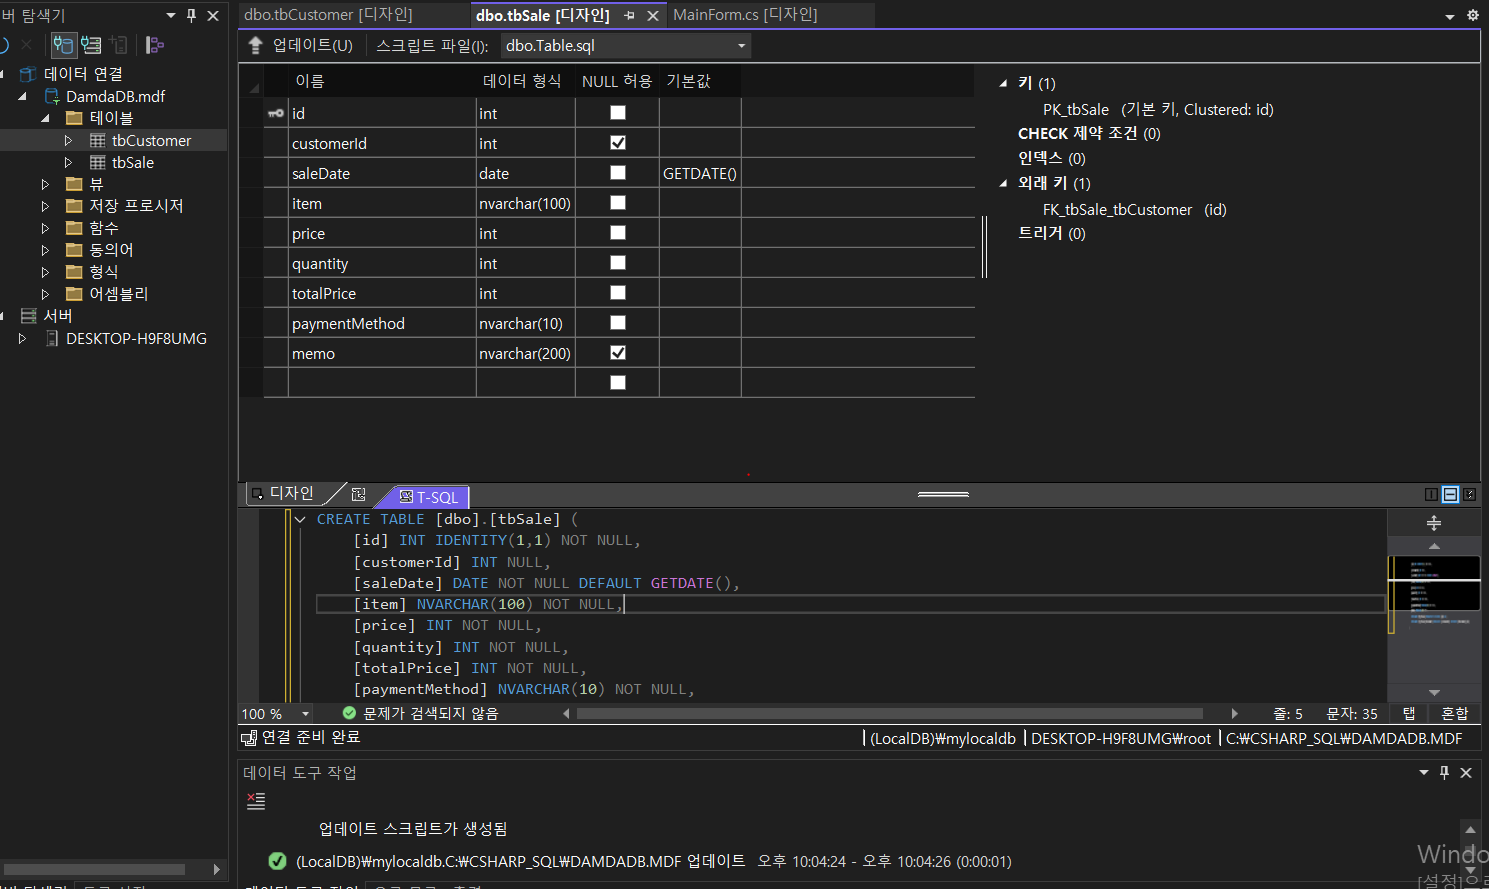 버 탐색기
데이터 연결
DamdaDB.mdf
테이블
tbCustomer
tbSale
뷰
저장 프로시저
함수
동의어
형식
어셈블리
서버
DESKTOP-H9F8UMG
dbo.tbCustomer [디자인]
dbo.tbSale [디자인]
MainForm.cs [디자인]
업데이트(U)
스크립트 파일(I):
dbo.Table.sql
이름 데이터 형식 NULL 허용 기본값
id int
customerId int
saleDate date GETDATE()
item nvarchar(100)
price int
quantity int
totalPrice int
paymentMethod nvarchar(10)
memo nvarchar(200)
키 (1)
PK_tbSale (기본 키, Clustered: id)
CHECK 제약 조건 (0)
인덱스 (0)
외래 키 (1)
FK_tbSale_tbCustomer (id)
트리거 (0)
디자인
T-SQL
CREATE TABLE [dbo].[tbSale] (
[id] INT IDENTITY(1,1) NOT NULL,
[customerId] INT NULL,
[saleDate] DATE NOT NULL DEFAULT GETDATE(),
[item] NVARCHAR(100) NOT NULL,
[price] INT NOT NULL,
[quantity] INT NOT NULL,
[totalPrice] INT NOT NULL,
[paymentMethod] NVARCHAR(10) NOT NULL,
100 %
문제가 검색되지 않음
줄: 5 문자: 35 탭 혼합
연결 준비 완료
(LocalDB)₩mylocaldb DESKTOP-H9F8UMG₩root C:₩CSHARP_SQL₩DAMDADB.MDF
데이터 도구 작업
업데이트 스크립트가 생성됨
(LocalDB)₩mylocaldb.C:₩CSHARP_SQL₩DAMDADB.MDF 업데이트 오후 10:04:24 - 오후 10:04:26 (0:00:01)
Windo
[설정]으로